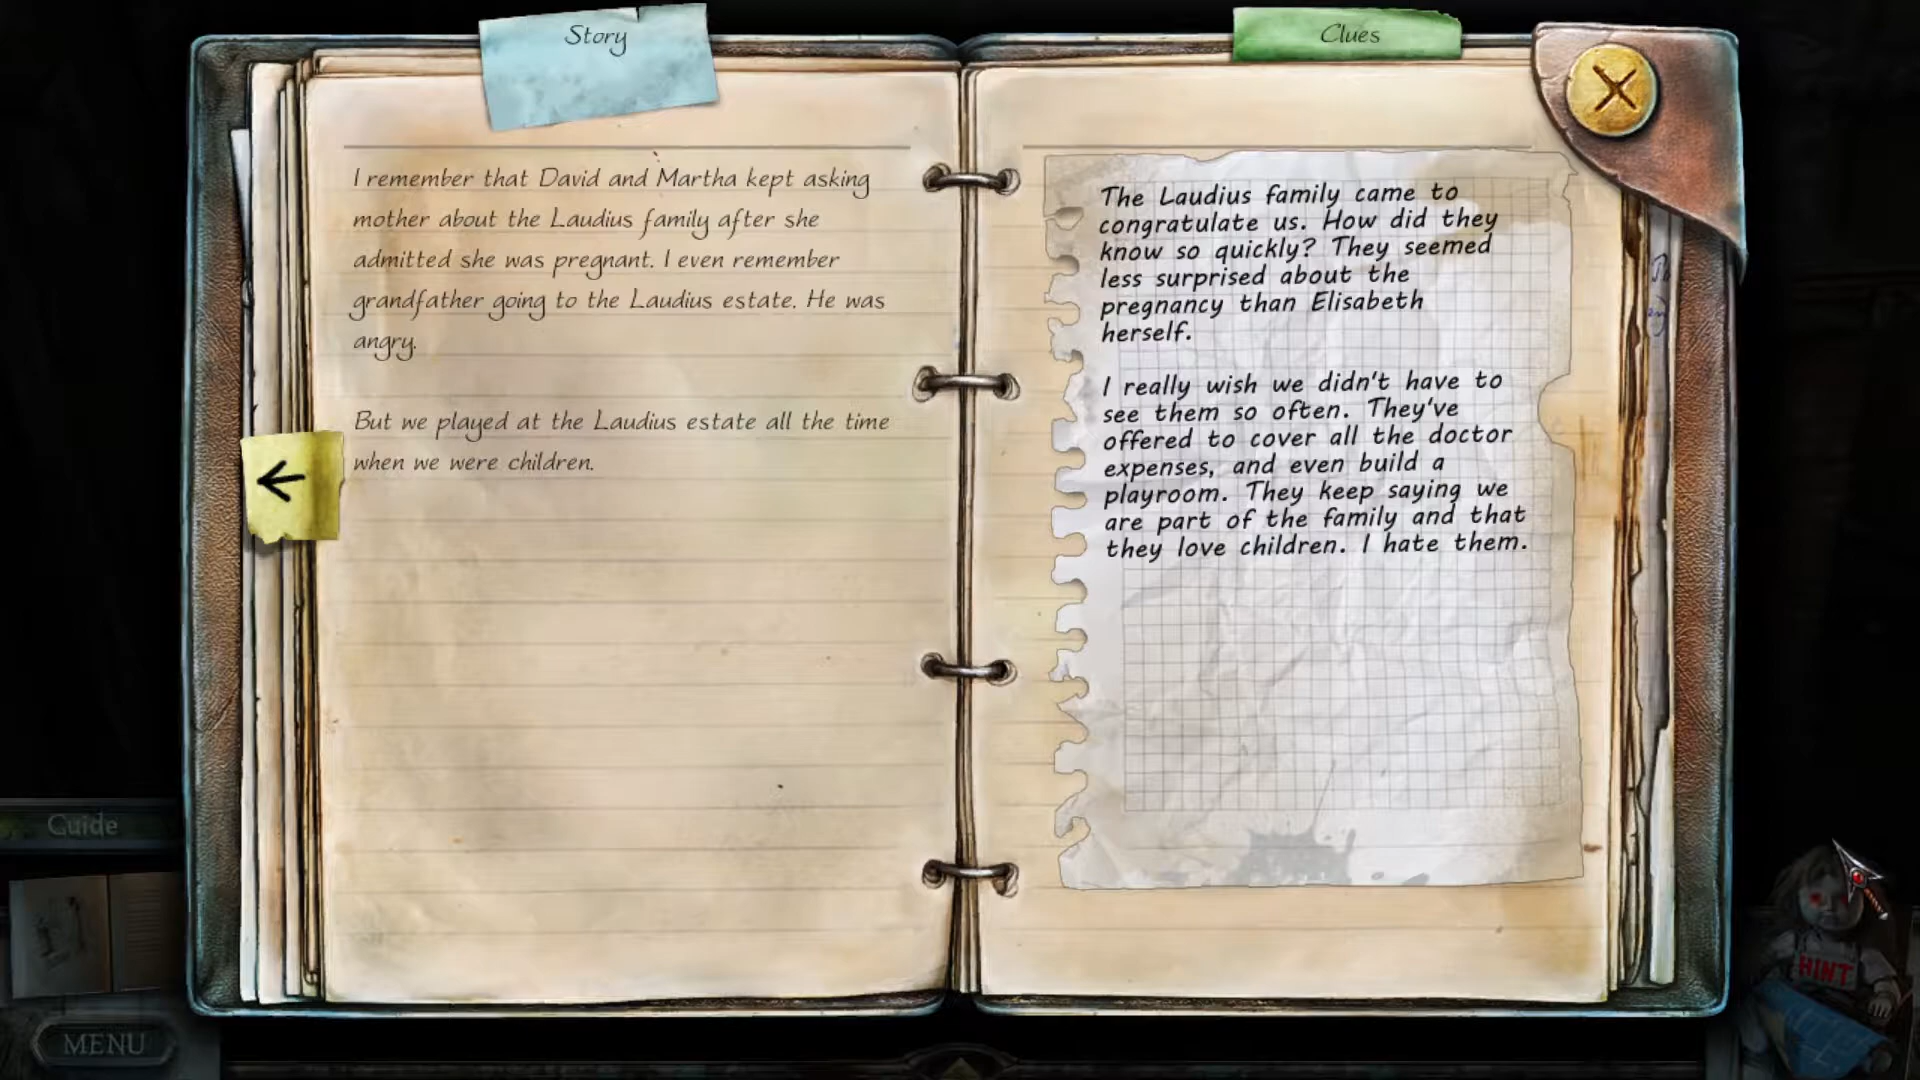 Story
I remember that David and Martha kept asking
mother about the Laudius family after she
admitted she was pregnant. I even remember
grandfather going to the Laudius estate. He was
angry.
But we played at the Laudius estate all the time
when we were children.
Clues
The Laudius family came to
congratulate us. How did they
know so quickly? They seemed
less surprised about the
pregnancy than Elisabeth
herself.
I really wish we didn't have to
see them so often. They've
offered to cover all the doctor
expenses, and even build a
playroom. They keep saying we
are part of the family and that
they love children. I hate them.
Guide
MENU
HINT